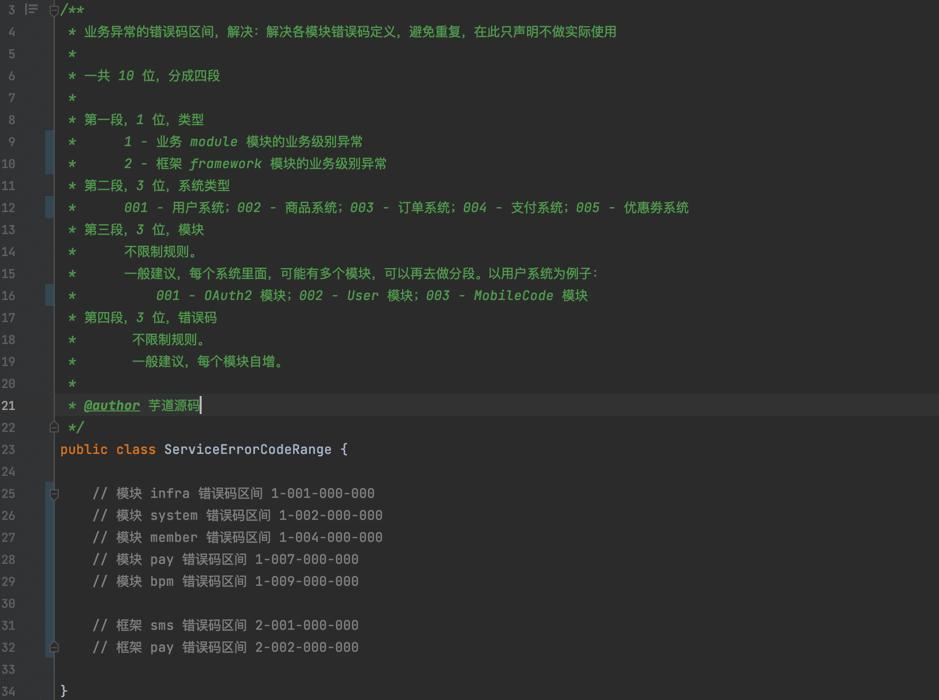 3 /**
4 * 业务异常的错误码区间，解决：解决各模块错误码定义，避免重复，在此只声明不做实际使用
5 *
6 * 一共 10 位，分成四段
7 *
8 * 第一段，1 位，类型
9 * 1 - 业务 module 模块的业务级别异常
10 * 2 - 框架 framework 模块的业务级别异常
11 * 第二段，3 位，系统类型
12 * 001 - 用户系统；002 - 商品系统；003 - 订单系统；004 - 支付系统；005 - 优惠劵系统
13 * 第三段，3 位，模块
14 * 不限制规则。
15 * 一般建议，每个系统里面，可能有多个模块，可以再去做分段。以用户系统为例子：
16 * 001 - OAuth2 模块；002 - User 模块；003 - MobileCode 模块
17 * 第四段，3 位，错误码
18 * 不限制规则。
19 * 一般建议，每个模块自增。
20 *
21 * @author 芋道源码
22 */
23 public class ServiceErrorCodeRange {
24
25 // 模块 infra 错误码区间 1-001-000-000
26 // 模块 system 错误码区间 1-002-000-000
27 // 模块 member 错误码区间 1-004-000-000
28 // 模块 pay 错误码区间 1-007-000-000
29 // 模块 bpm 错误码区间 1-009-000-000
30
31 // 框架 sms 错误码区间 2-001-000-000
32 // 框架 pay 错误码区间 2-002-000-000
33
34 }